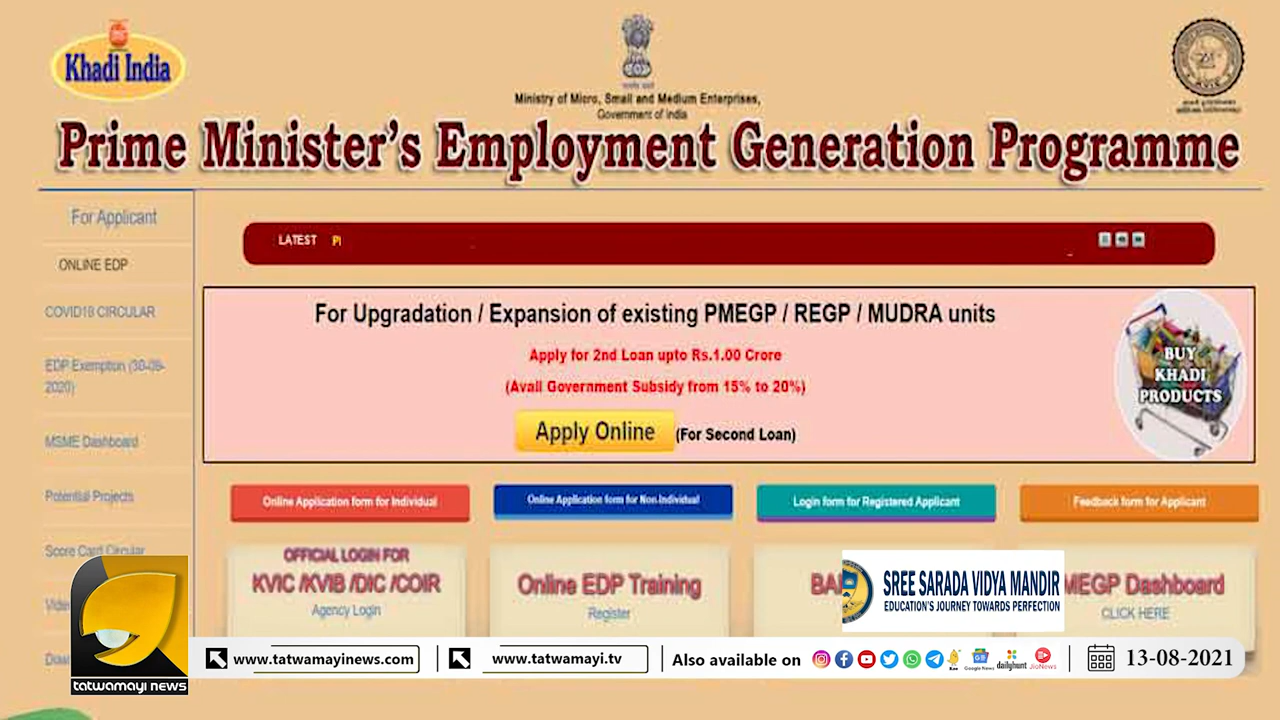 Khadi India
Ministry of Micro, Small and Medium Enterprises,
Government of India
Prime Minister's Employment Generation Programme
For Applicant
ONLINE EDP
COVID19 CIRCULAR
EDP Exemption (30-09-
2020)
MSME Dashboard
Potential Projects
Score Card Circular
LATEST
For Upgradation / Expansion of existing PMEGP / REGP / MUDRA units
Apply for 2nd Loan upto Rs.1.00 Crore
(Avail Government Subsidy from 15% to 20%)
Apply Online (For Second Loan)
BUY
KHADI
PRODUCTS
Online Application form for Individual
Online Application form for Non-Individual
Login form for Registered Applicant
Feedback form for Applicant
OFFICIAL LOGIN FOR
KVIC /KVIB /DIC /COIR
Agency Login
Online EDP Training
Register
SREE SARADA VIDYA MANDIR
EDUCATION'S JOURNEY TOWARDS PERFECTION
MEGP Dashboard
CLICK HERE
tatwamayi news
www.tatwamayinews.com
www.tatwamayi.tv
Also available on
Koo
Google News
dailyhunt
JioNews
13-08-2021